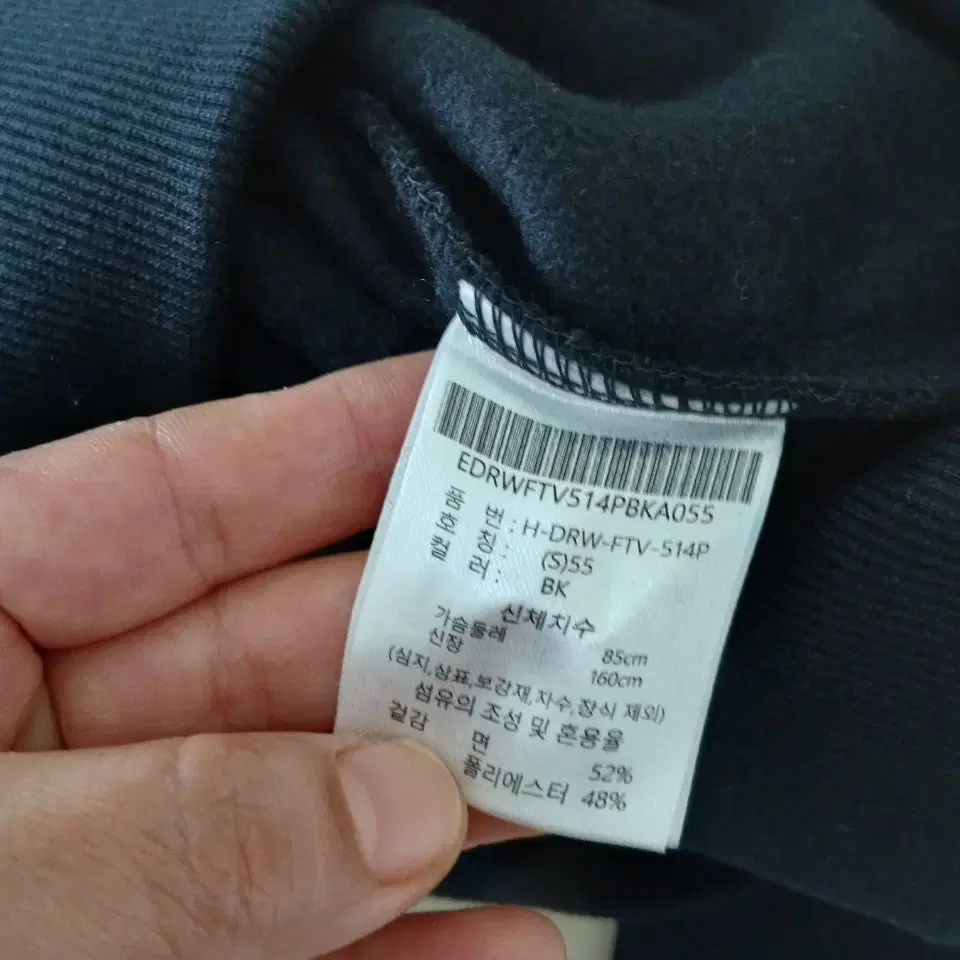 EDRWFTV514PBKA055
품 번 : H-DRW-FTV-514P
호 칭 : (S)55
컬 러 : BK
신체치수
가슴둘레 85cm
신장 160cm
(심지,상표,보강재,자수,장식 제외)
섬유의 조성 및 혼용율
겉감 면 52%
폴리에스터 48%